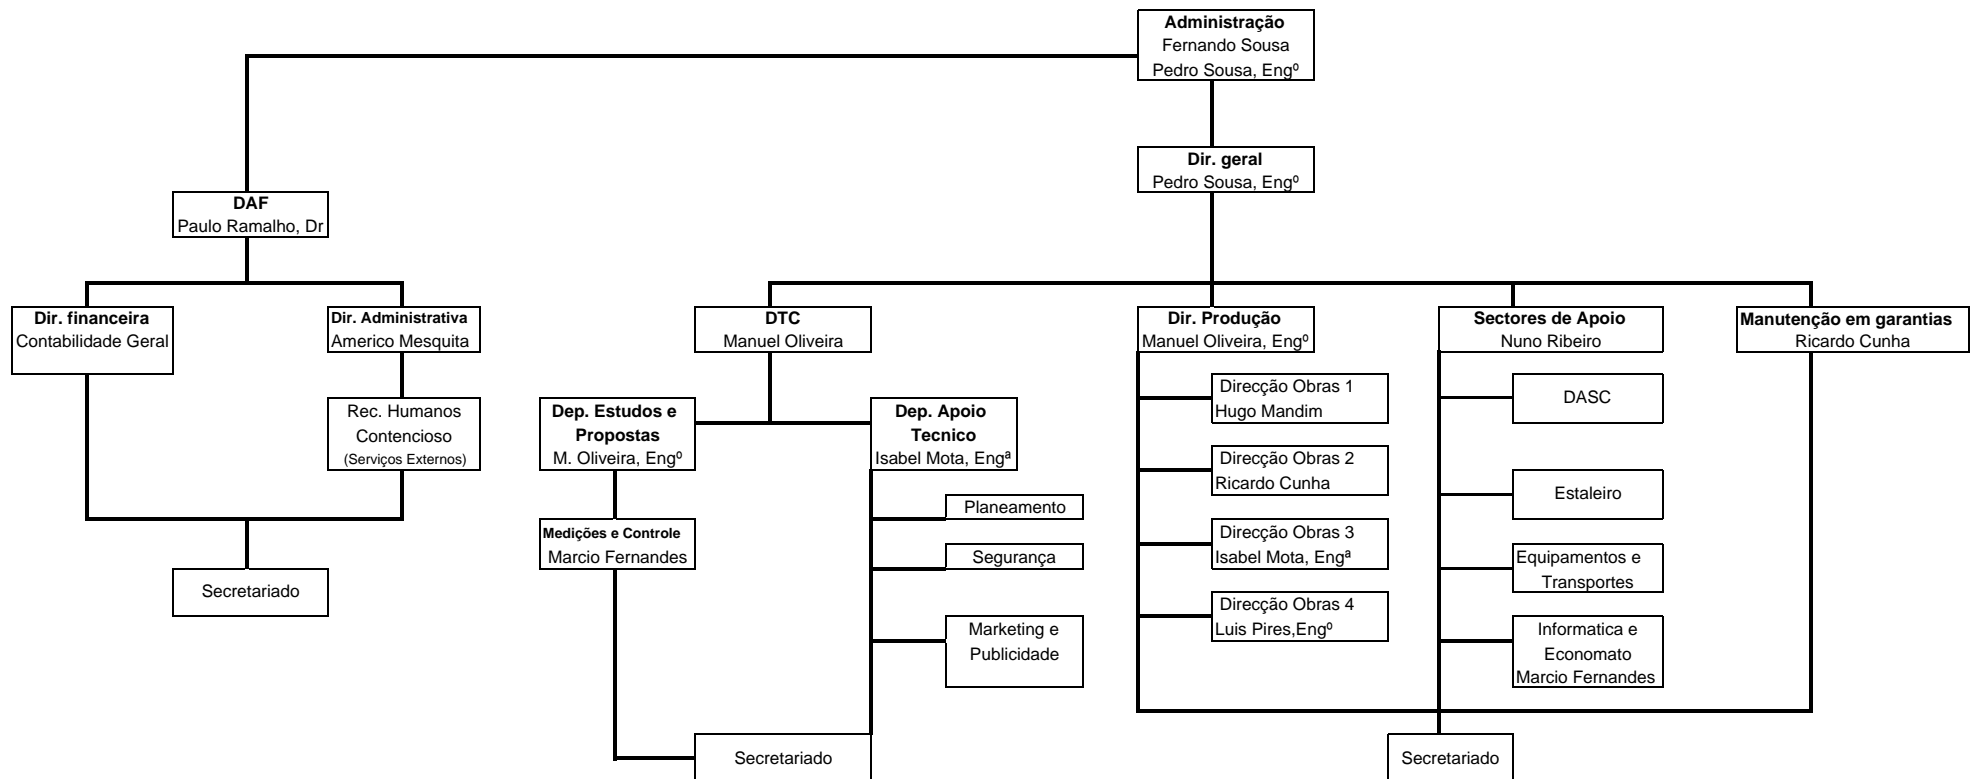 Administração
Fernando Sousa
Pedro Sousa, Engº
Dir. geral
Pedro Sousa, Engº
DAF
Paulo Ramalho, Dr
Dir. financeira
Contabilidade Geral
Dir. Administrativa
Americo Mesquita
Rec. Humanos
Contencioso
(Serviços Externos)
Secretariado
DTC
Manuel Oliveira
Dep. Estudos e
Propostas
M. Oliveira, Engº
Medições e Controle
Marcio Fernandes
Dep. Apoio
Tecnico
Isabel Mota, Engª
Planeamento
Segurança
Marketing e
Publicidade
Secretariado
Dir. Produção
Manuel Oliveira, Engº
Direcção Obras 1
Hugo Mandim
Direcção Obras 2
Ricardo Cunha
Direcção Obras 3
Isabel Mota, Engª
Direcção Obras 4
Luis Pires,Engº
Sectores de Apoio
Nuno Ribeiro
DASC
Estaleiro
Equipamentos e
Transportes
Informatica e
Economato
Marcio Fernandes
Manutenção em garantias
Ricardo Cunha
Secretariado